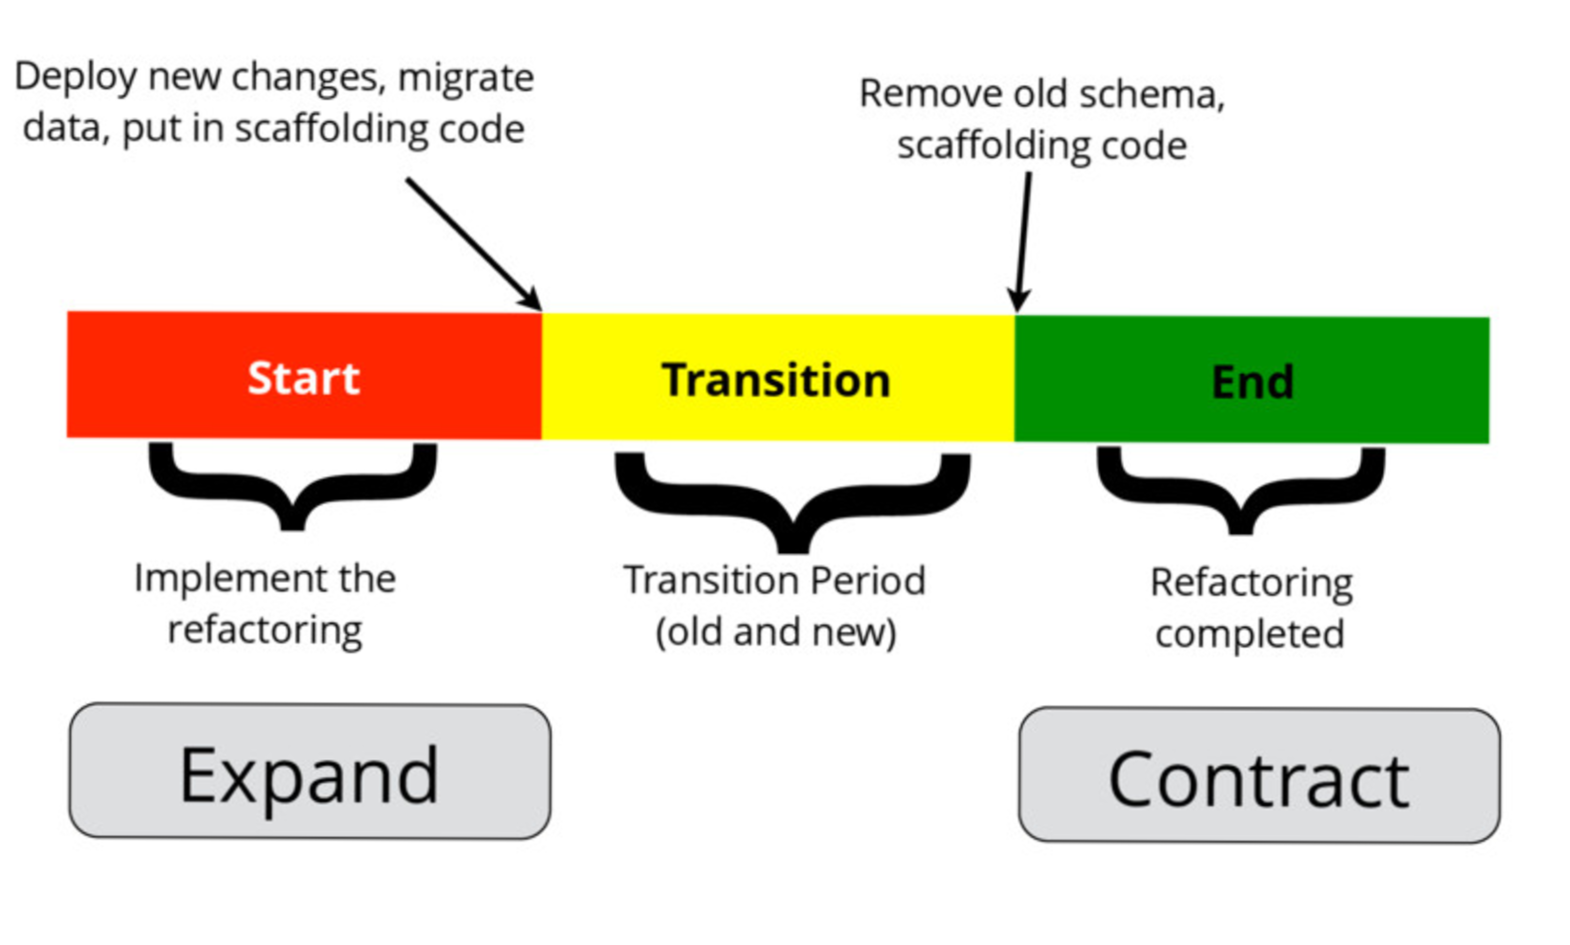 Deploy new changes, migrate
data, put in scaffolding code
Remove old schema,
scaffolding code
Start
Transition
End
Implement the
refactoring
Transition Period
(old and new)
Refactoring
completed
Expand
Contract